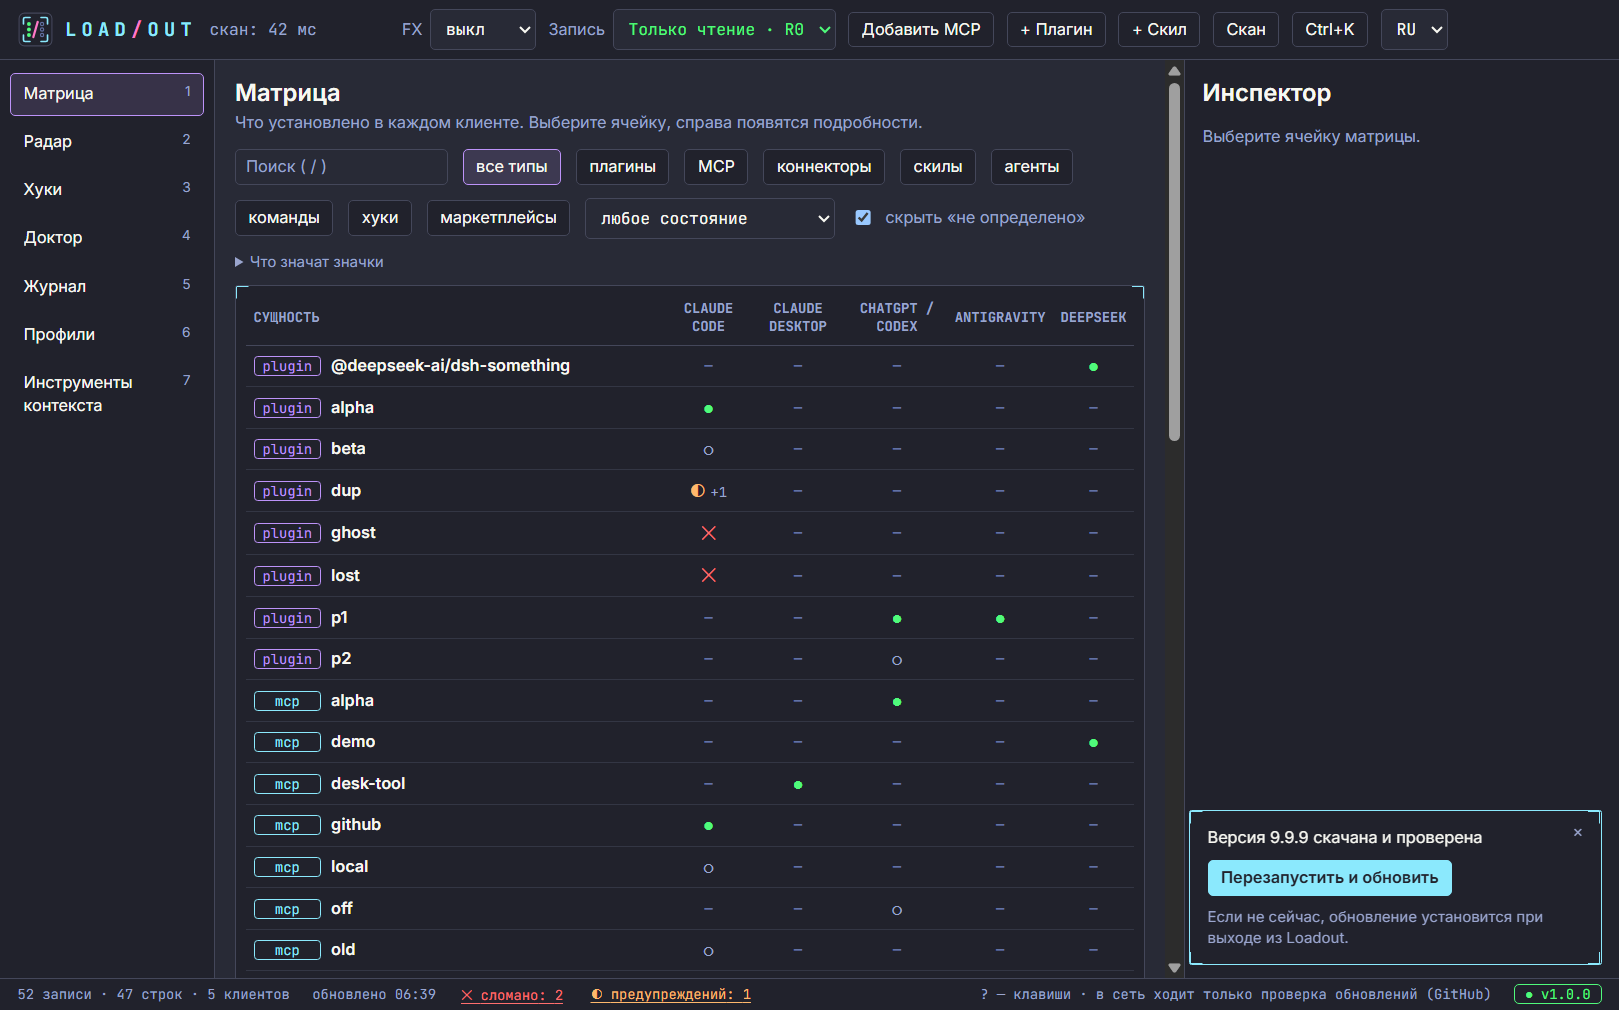 LOAD/OUT скан: 42 мс FX выкл Запись Только чтение · R0 Добавить MCP + Плагин + Скил Скан Ctrl+K RU
Матрица 1
Радар 2
Хуки 3
Доктор 4
Журнал 5
Профили 6
Инструменты контекста 7
Матрица
Что установлено в каждом клиенте. Выберите ячейку, справа появятся подробности.
Поиск ( / ) все типы плагины MCP коннекторы скилы агенты
команды хуки маркетплейсы любое состояние скрыть «не определено»
Что значат значки
СУЩНОСТЬ CLAUDE CODE CLAUDE DESKTOP CHATGPT / CODEX ANTIGRAVITY DEEPSEEK
plugin @deepseek-ai/dsh-something – – – –
plugin alpha – – – –
plugin beta – – – –
plugin dup +1 – – – –
plugin ghost – – – –
plugin lost – – – –
plugin p1 – – –
plugin p2 – – – –
mcp alpha – – – –
mcp demo – – – –
mcp desk-tool – – – –
mcp github – – – –
mcp local – – – –
mcp off – – – –
mcp old – – – –
Инспектор
Выберите ячейку матрицы.
Версия 9.9.9 скачана и проверена ×
Перезапустить и обновить
Если не сейчас, обновление установится при
выходе из Loadout.
52 записи · 47 строк · 5 клиентов обновлено 06:39 сломано: 2 предупреждений: 1 ? — клавиши · в сеть ходит только проверка обновлений (GitHub) v1.0.0